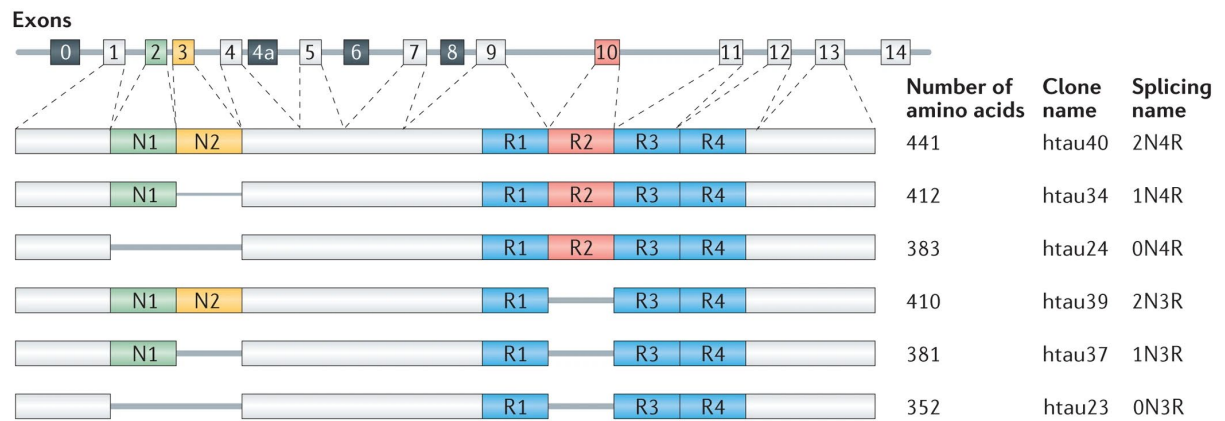 Exons
0 1 2 3 4 4a 5 6 7 8 9 10 11 12 13 14
Number of amino acids Clone name Splicing name
N1 N2 R1 R2 R3 R4 441 htau40 2N4R
N1 R1 R2 R3 R4 412 htau34 1N4R
R1 R2 R3 R4 383 htau24 0N4R
N1 N2 R1 R3 R4 410 htau39 2N3R
N1 R1 R3 R4 381 htau37 1N3R
R1 R3 R4 352 htau23 0N3R